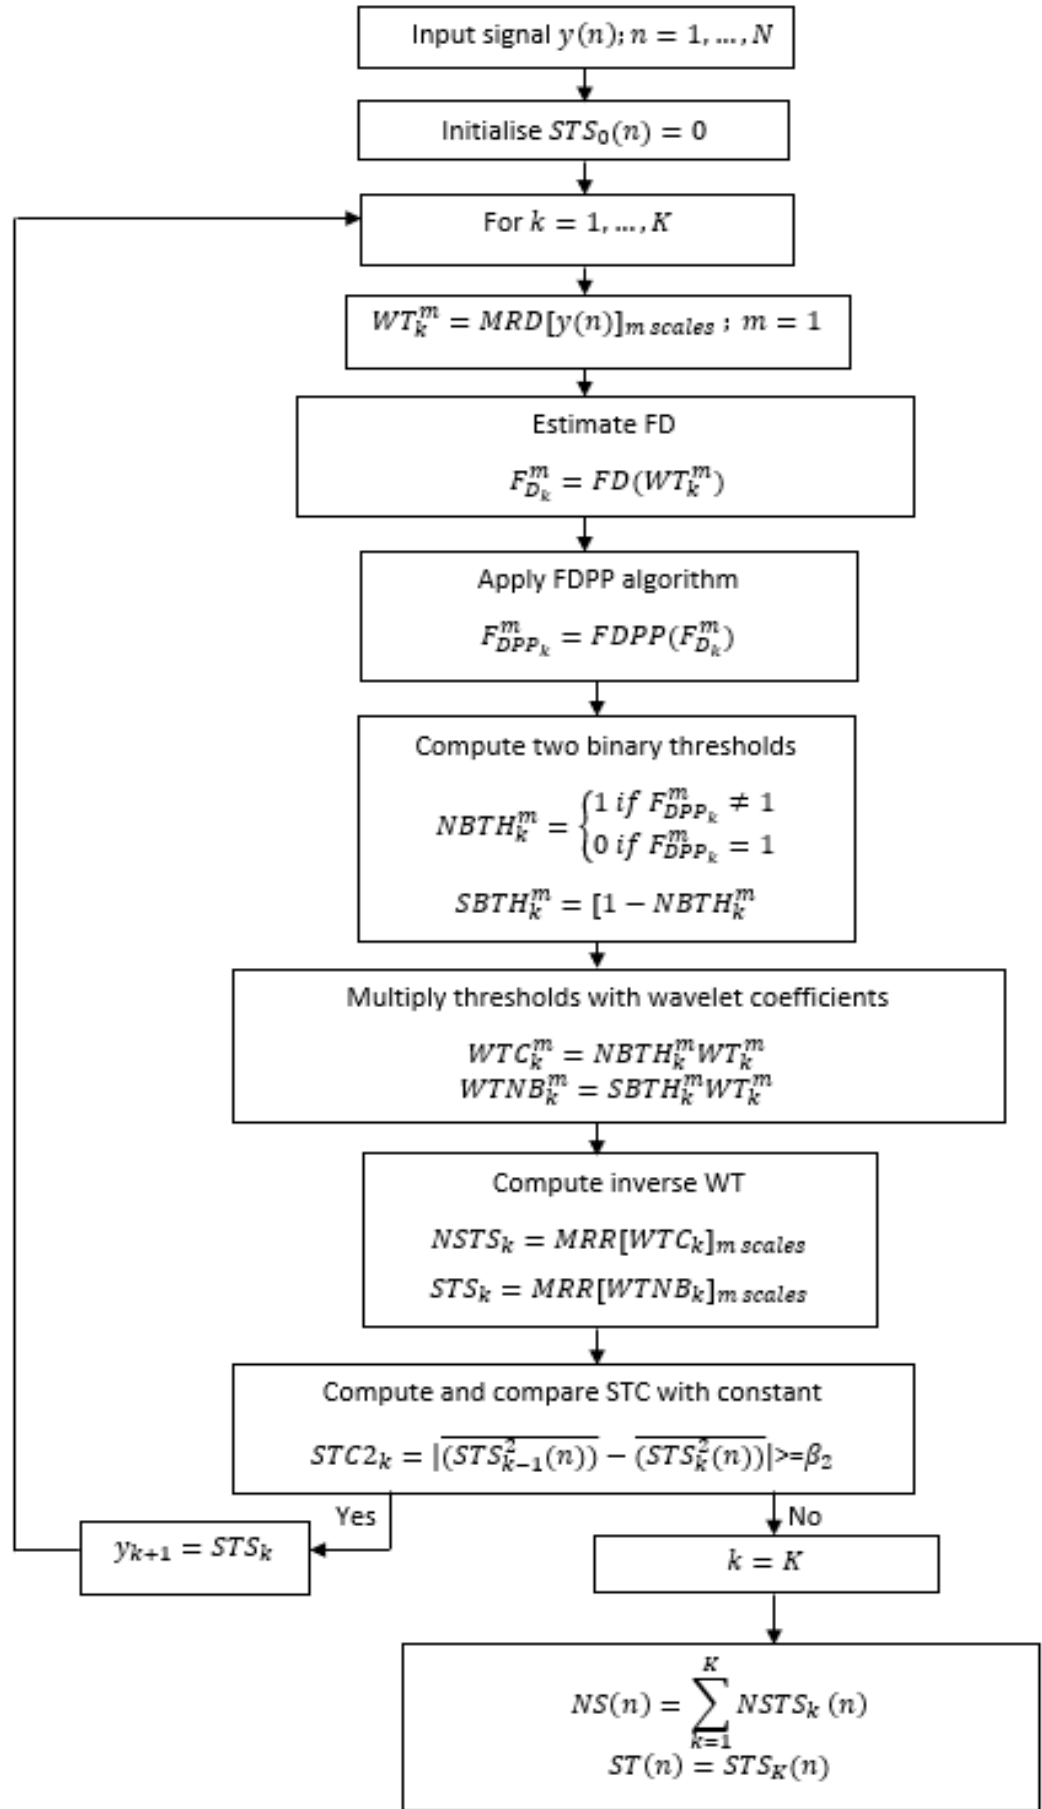 Input signal y(n); n = 1, ..., N
Initialise STS₀(n) = 0
For k = 1, ..., K
WT_k^m = MRD[y(n)]_{m scales} ; m = 1
Estimate FD
F_{D_k}^m = FD(WT_k^m)
Apply FDPP algorithm
F_{DPP_k}^m = FDPP(F_{D_k}^m)
Compute two binary thresholds
NBTH_k^m = {1 if F_{DPP_k}^m ≠ 1
0 if F_{DPP_k}^m = 1
SBTH_k^m = [1 − NBTH_k^m
Multiply thresholds with wavelet coefficients
WTC_k^m = NBTH_k^m WT_k^m
WTNB_k^m = SBTH_k^m WT_k^m
Compute inverse WT
NSTS_k = MRR[WTC_k]_{m scales}
STS_k = MRR[WTNB_k]_{m scales}
Compute and compare STC with constant
STC2_k = |\overline{(STS_{k−1}^2(n))} − \overline{(STS_k^2(n))}|>=β₂
Yes
No
y_{k+1} = STS_k
k = K
NS(n) = \sum_{k=1}^{K} NSTS_k (n)
ST(n) = STS_K(n)